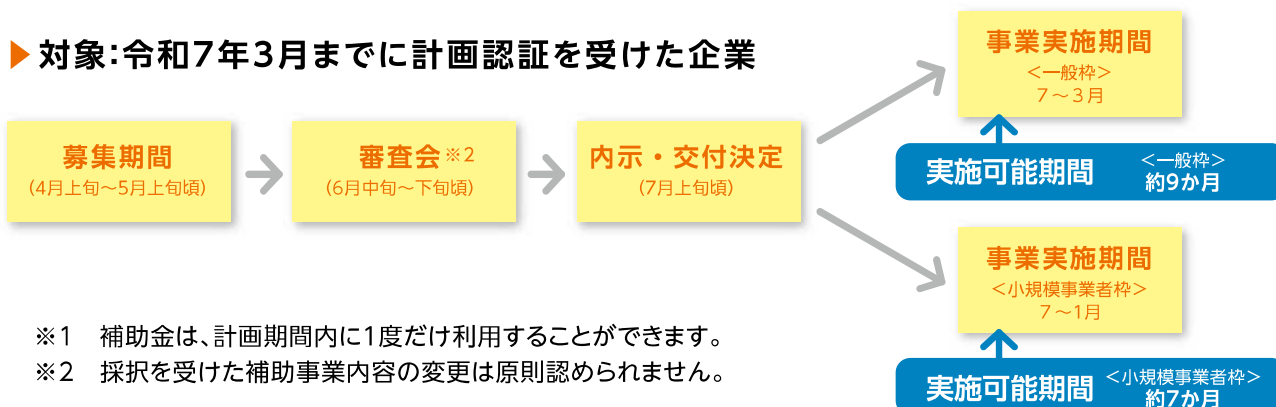 ▶対象:令和7年3月までに計画認証を受けた企業
募集期間
(4月上旬〜5月上旬頃)
審査会※2
(6月中旬〜下旬頃)
内示・交付決定
(7月上旬頃)
事業実施期間
<一般枠>
7〜3月
実施可能期間
<一般枠>
約9か月
事業実施期間
<小規模事業者枠>
7〜1月
実施可能期間
<小規模事業者枠>
約7か月
※1 補助金は、計画期間内に1度だけ利用することができます。
※2 採択を受けた補助事業内容の変更は原則認められません。